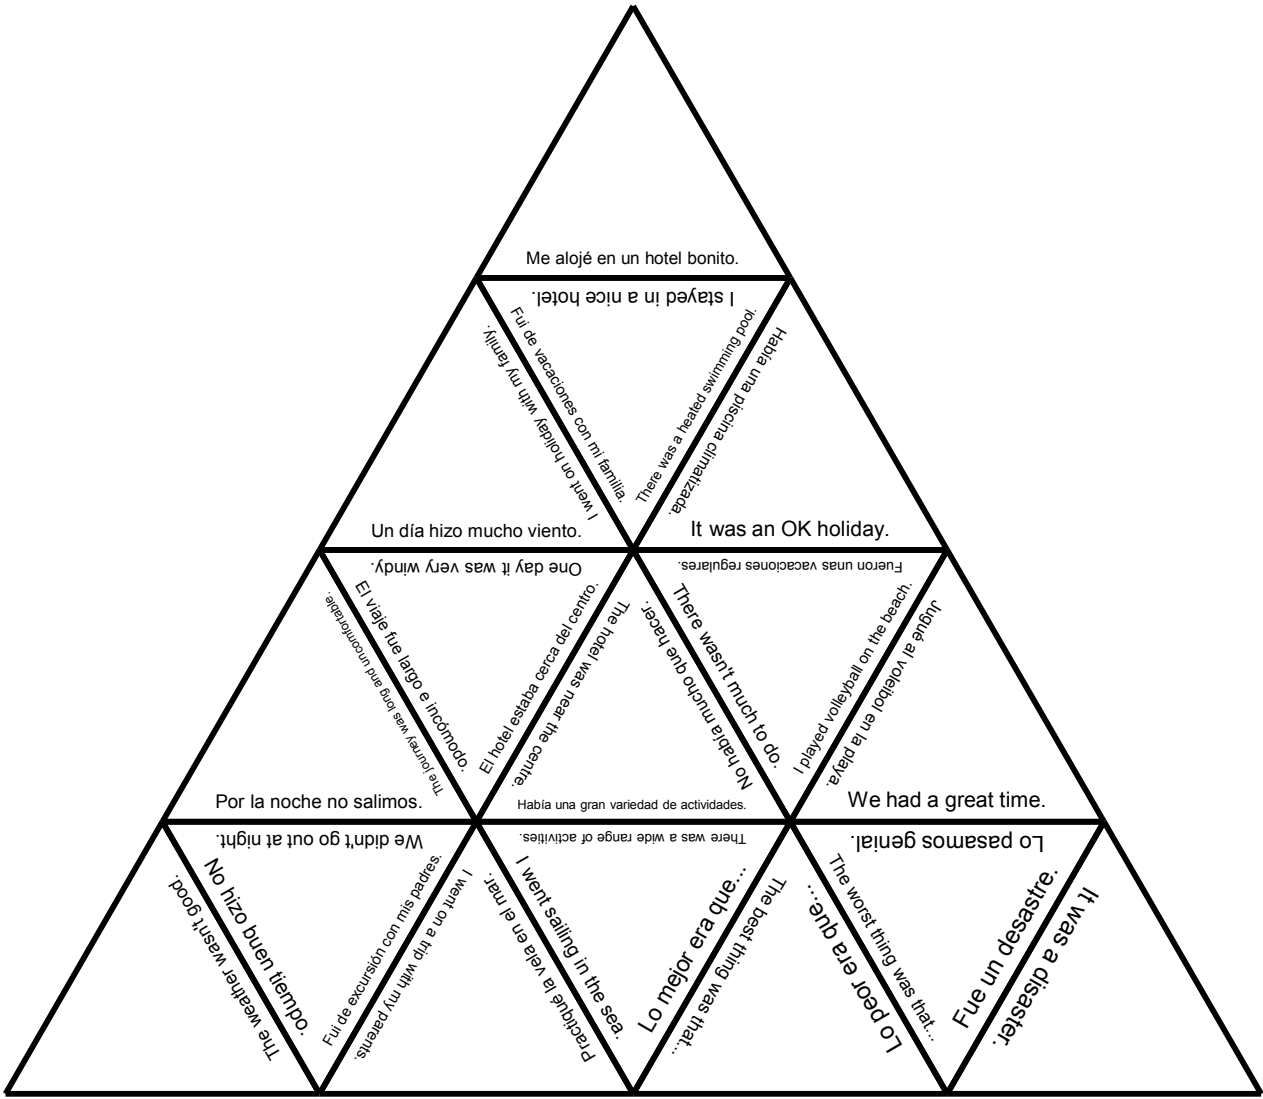 Me alojé en un hotel bonito.
I stayed in a nice hotel.
Fui de vacaciones con mi familia.
I went on holiday with my family.
There was a heated swimming pool.
Había una piscina climatizada.
Un día hizo mucho viento.
It was an OK holiday.
One day it was very windy.
Fueron unas vacaciones regulares.
El viaje fue largo e incómodo.
The journey was long and uncomfortable.
El hotel estaba cerca del centro.
The hotel was near the centre.
There wasn't much to do.
No había mucho que hacer.
I played volleyball on the beach.
Jugué al voleibol en la playa.
Por la noche no salimos.
Había una gran variedad de actividades.
We had a great time.
We didn't go out at night.
There was a wide range of activities.
Lo pasamos genial.
No hizo buen tiempo.
The weather wasn't good.
Fui de excursión con mis padres.
I went on a trip with my parents.
I went sailing in the sea.
Practiqué la vela en el mar.
Lo mejor era que...
The best thing was that...
The worst thing was that...
Lo peor era que....
Fue un desastre.
It was a disaster.